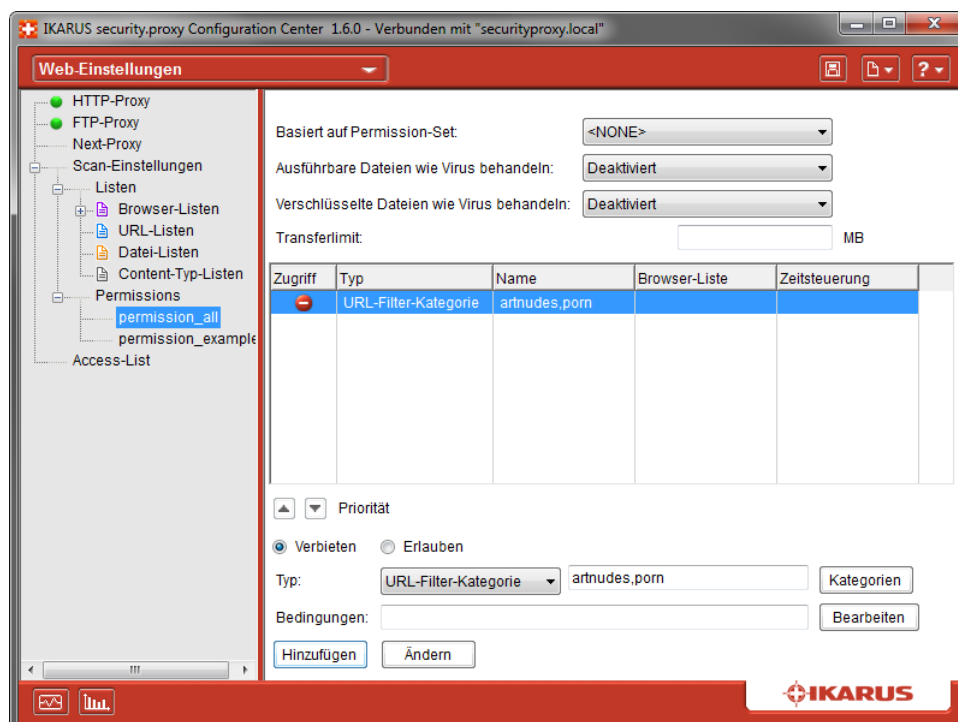 IKARUS security.proxy Configuration Center 1.6.0 - Verbunden mit "securityproxy.local"
Web-Einstellungen
?
HTTP-Proxy
FTP-Proxy
Next-Proxy
Scan-Einstellungen
Listen
Browser-Listen
URL-Listen
Datei-Listen
Content-Typ-Listen
Permissions
permission_all
permission_example
Access-List
Basiert auf Permission-Set: <NONE>
Ausführbare Dateien wie Virus behandeln: Deaktiviert
Verschlüsselte Dateien wie Virus behandeln: Deaktiviert
Transferlimit: MB
Zugriff Typ Name Browser-Liste Zeitsteuerung
URL-Filter-Kategorie artnudes,porn
Priorität
Verbieten Erlauben
Typ: URL-Filter-Kategorie artnudes,porn Kategorien
Bedingungen: Bearbeiten
Hinzufügen Ändern
IKARUS